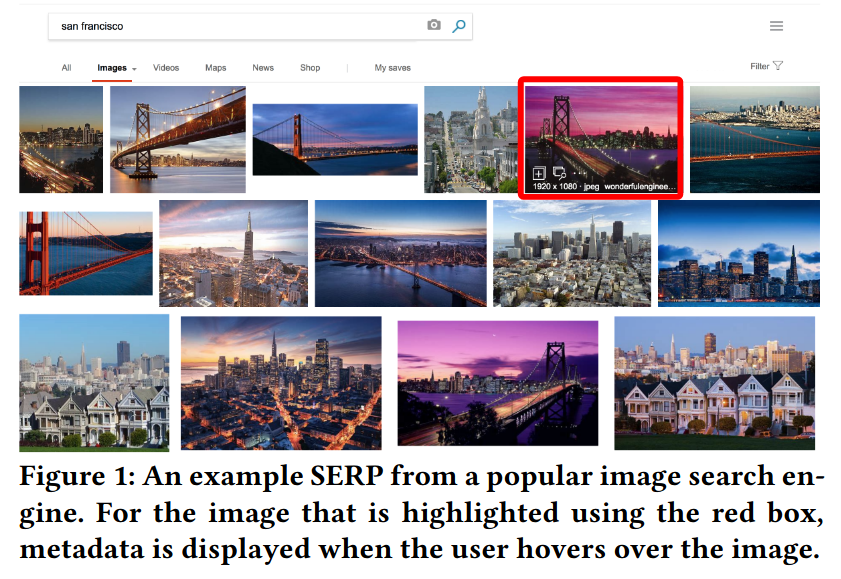 san francisco
All Images Videos Maps News Shop | My saves Filter
1920 x 1080 · jpeg wonderfulenginee...
Figure 1: An example SERP from a popular image search en-
gine. For the image that is highlighted using the red box,
metadata is displayed when the user hovers over the image.